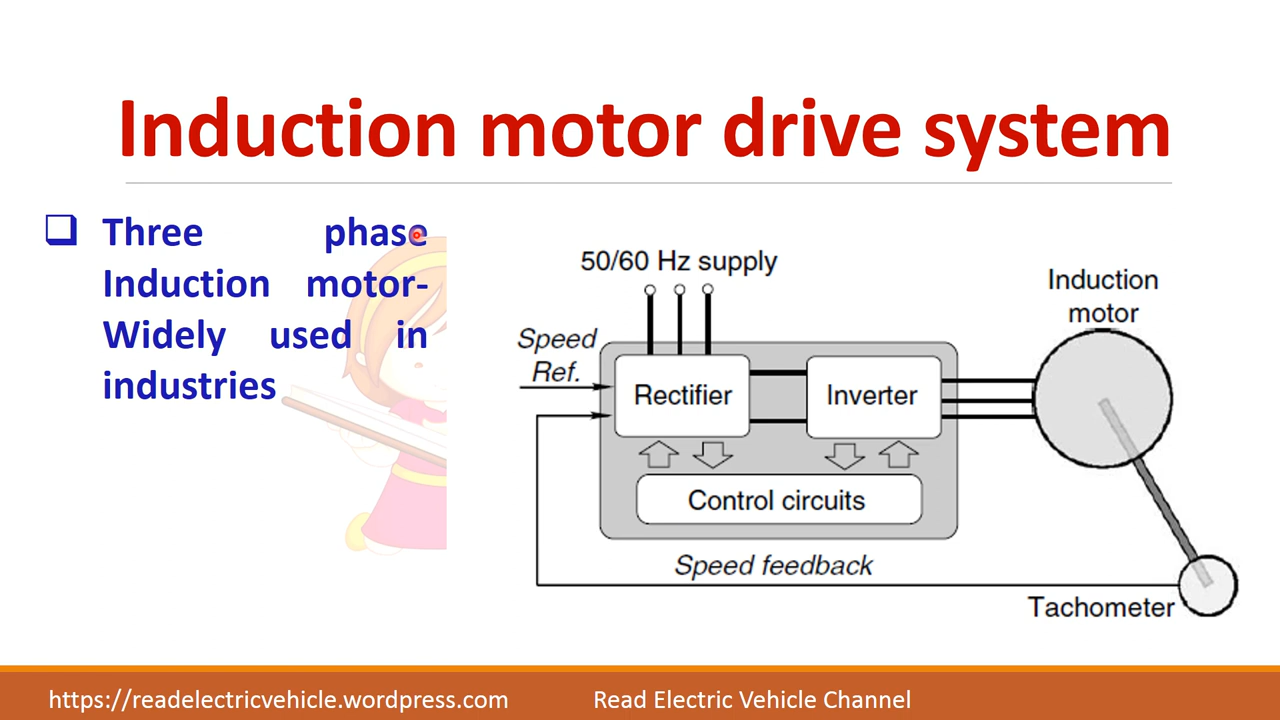 Induction motor drive system
❑ Three phase
Induction motor-
Widely used in
industries
50/60 Hz supply
Induction
motor
Speed
Ref.
Rectifier
Inverter
Control circuits
Speed feedback
Tachometer
https://readelectricvehicle.wordpress.com
Read Electric Vehicle Channel